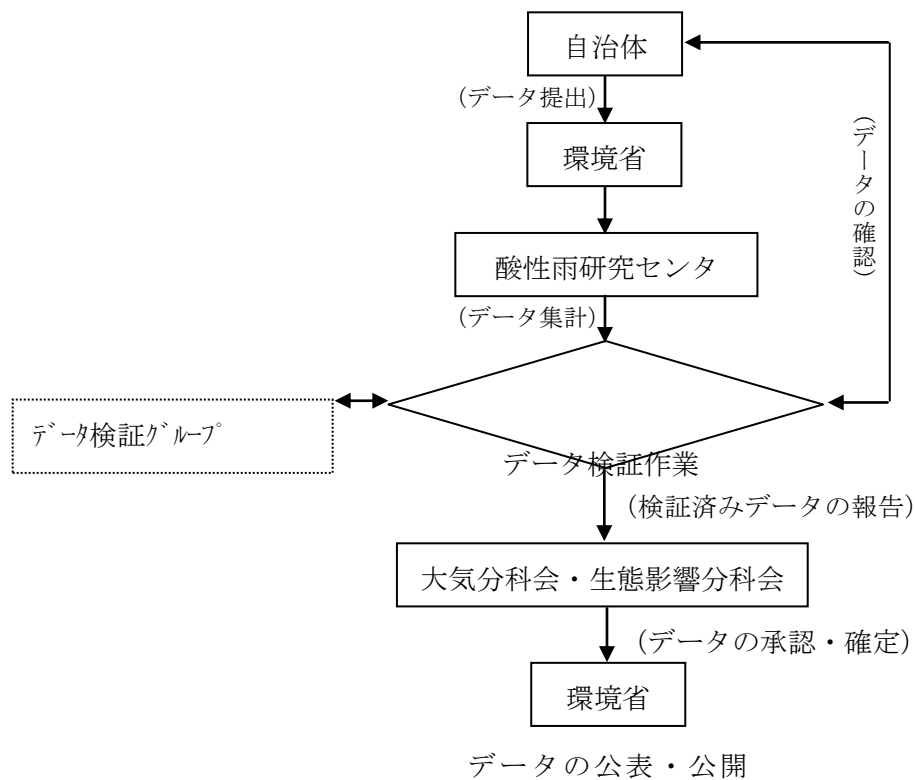 自治体
(データ提出)
環境省
(データの確認)
酸性雨研究センタ
(データ集計)
ﾃﾞｰﾀ検証ｸﾞﾙｰﾌﾟ
データ検証作業
(検証済みデータの報告)
大気分科会・生態影響分科会
(データの承認・確定)
環境省
データの公表・公開